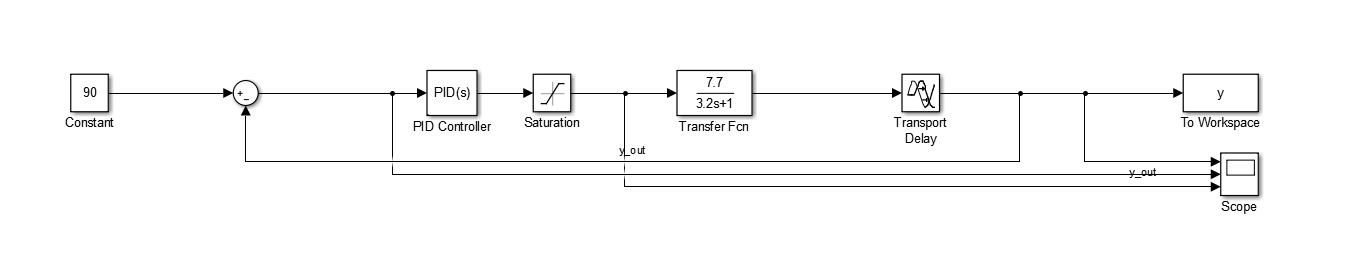 90
Constant
+
−
PID(s)
PID Controller
Saturation
7.7
3.2s+1
Transfer Fcn
Transport
Delay
y
To Workspace
y_out
y_out
Scope